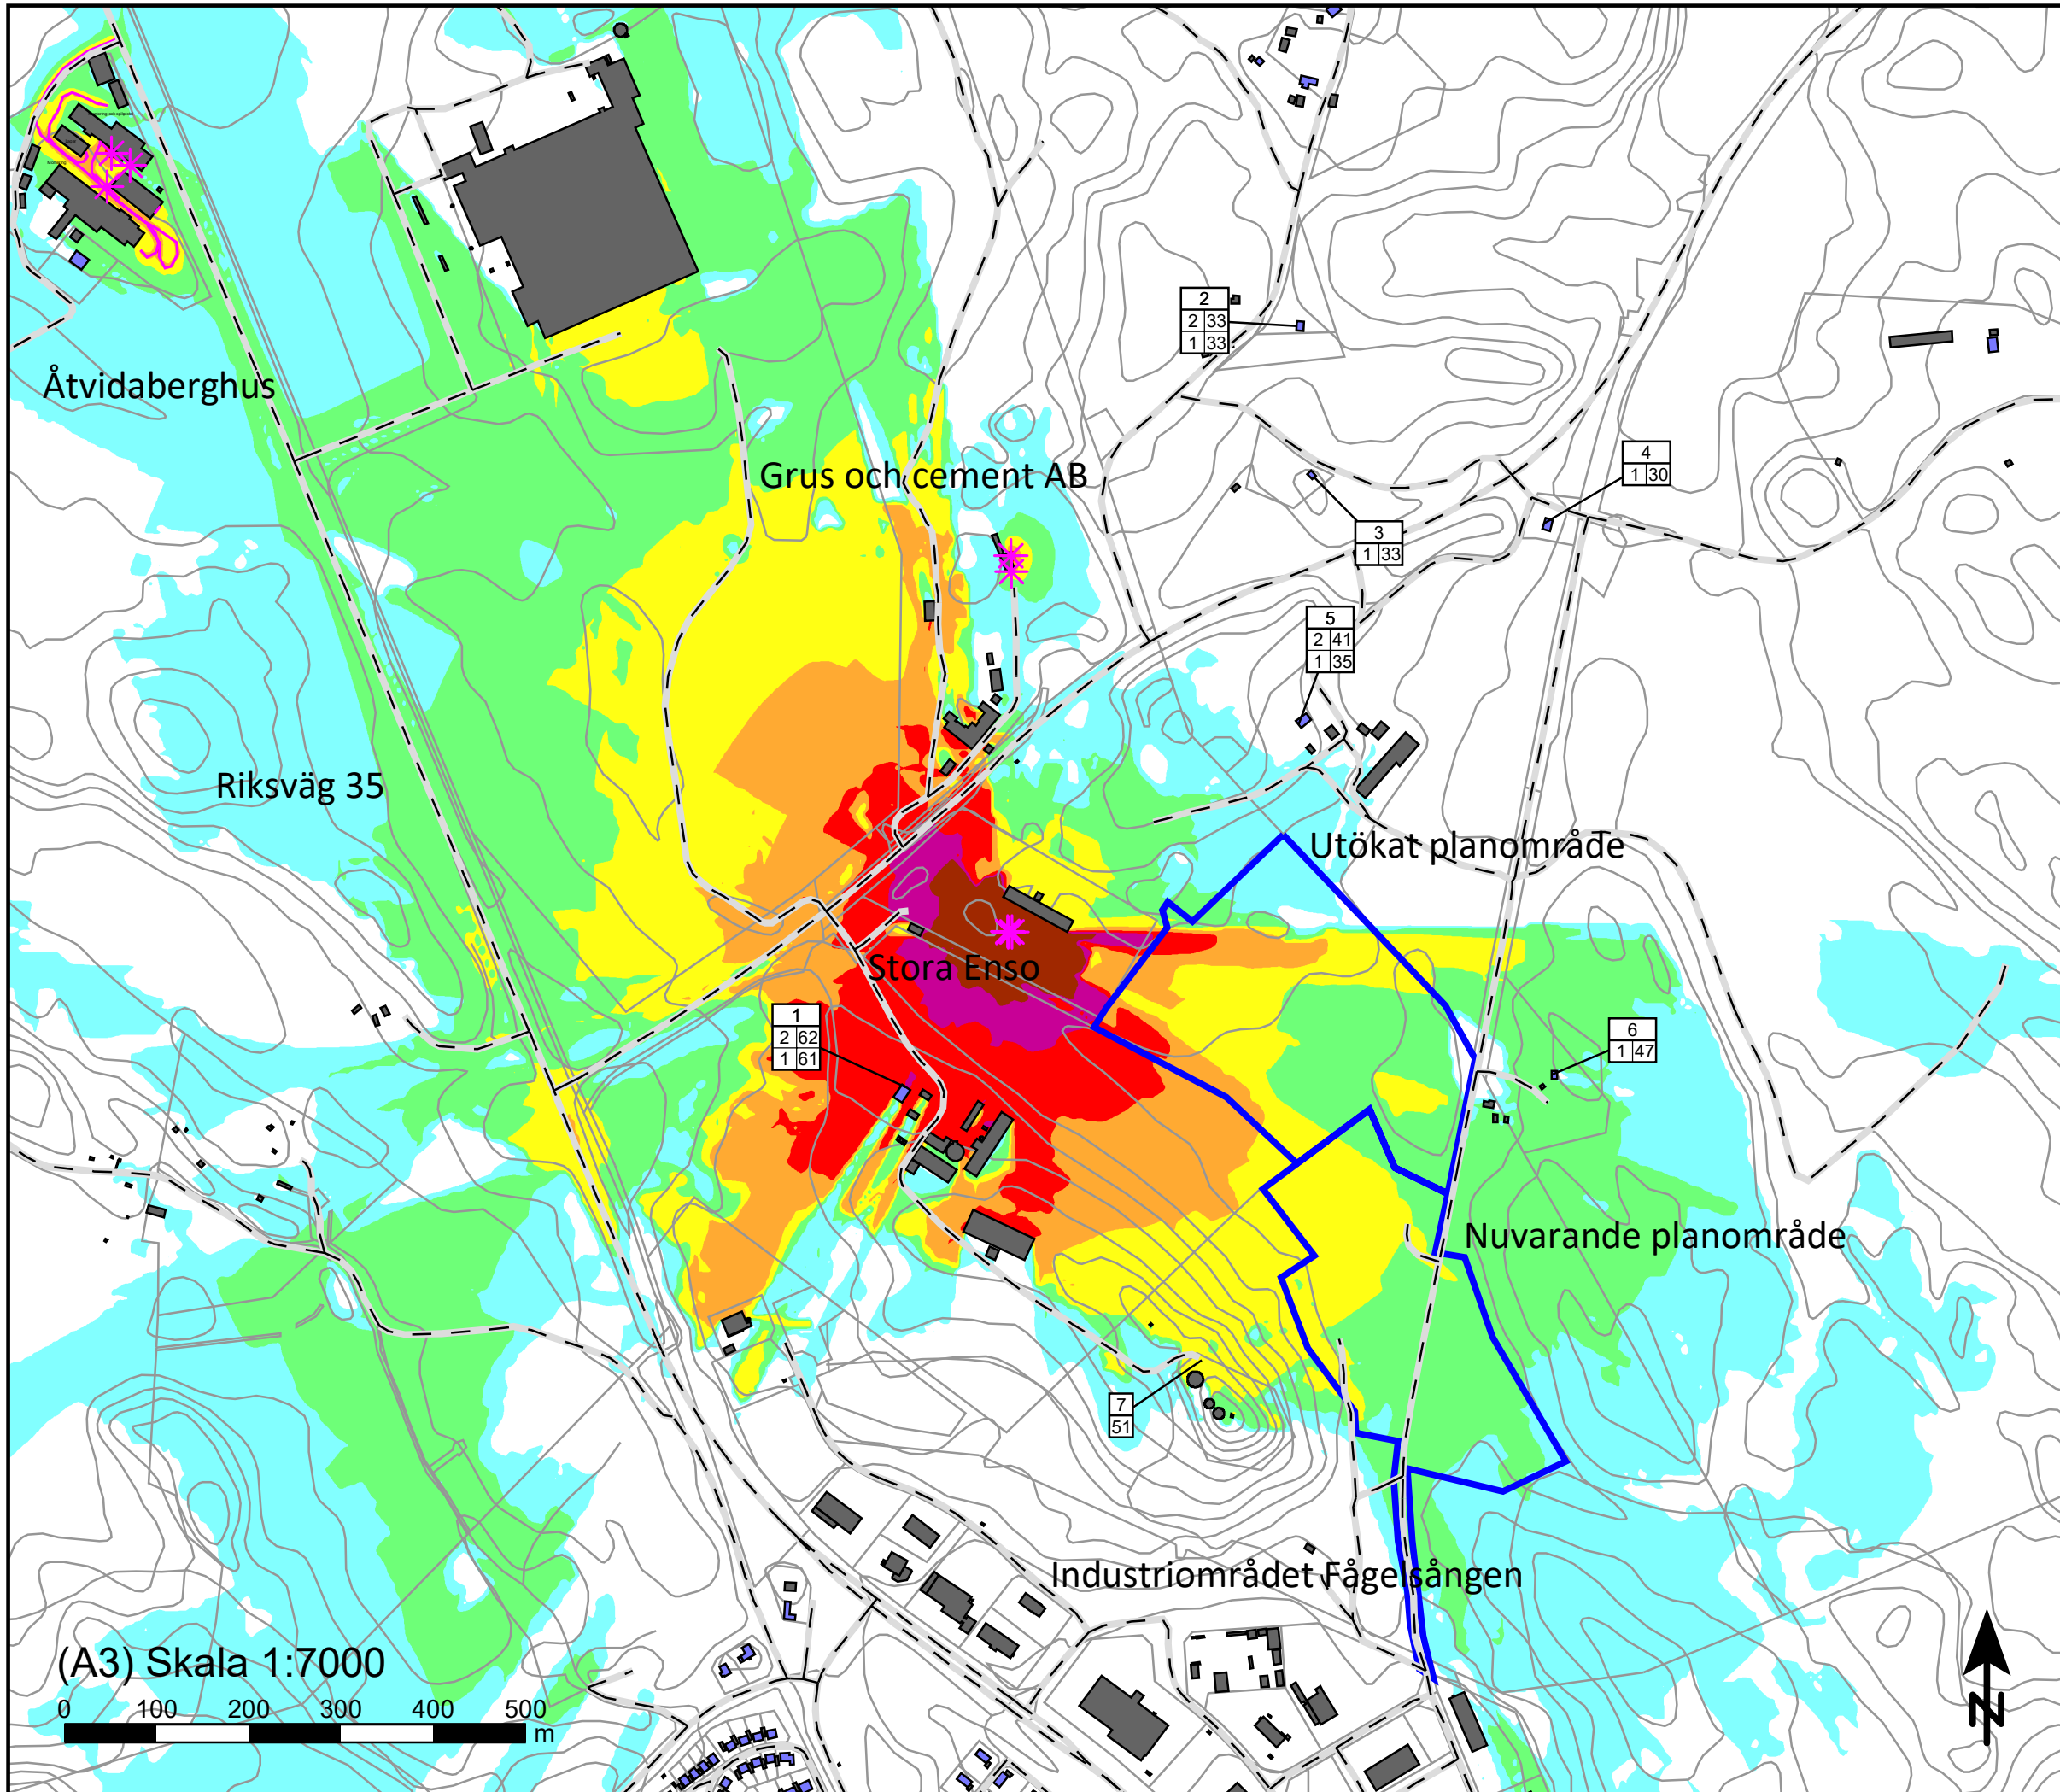 2
2 33
1 33
Åtvidaberghus
4
1 30
Grus och cement AB
3
1 33
5
2 41
1 35
Riksväg 35
Utökat planområde
Stora Enso
1
2 62
1 61
6
1 47
Nuvarande planområde
7
51
Industriområdet Fågelsången
(A3) Skala 1:7000
0 100 200 300 400 500
m
N